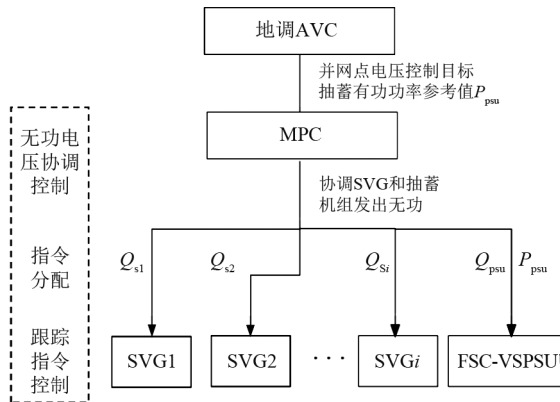 地调AVC
并网点电压控制目标
抽蓄有功功率参考值Ppsu
MPC
无功电
压协调
控制
协调SVG和抽蓄
机组发出无功
指令
分配
Qs1
Qs2
QSi
Qpsu
Ppsu
跟踪
指令
控制
SVG1
SVG2
···
SVGi
FSC-VSPSUU